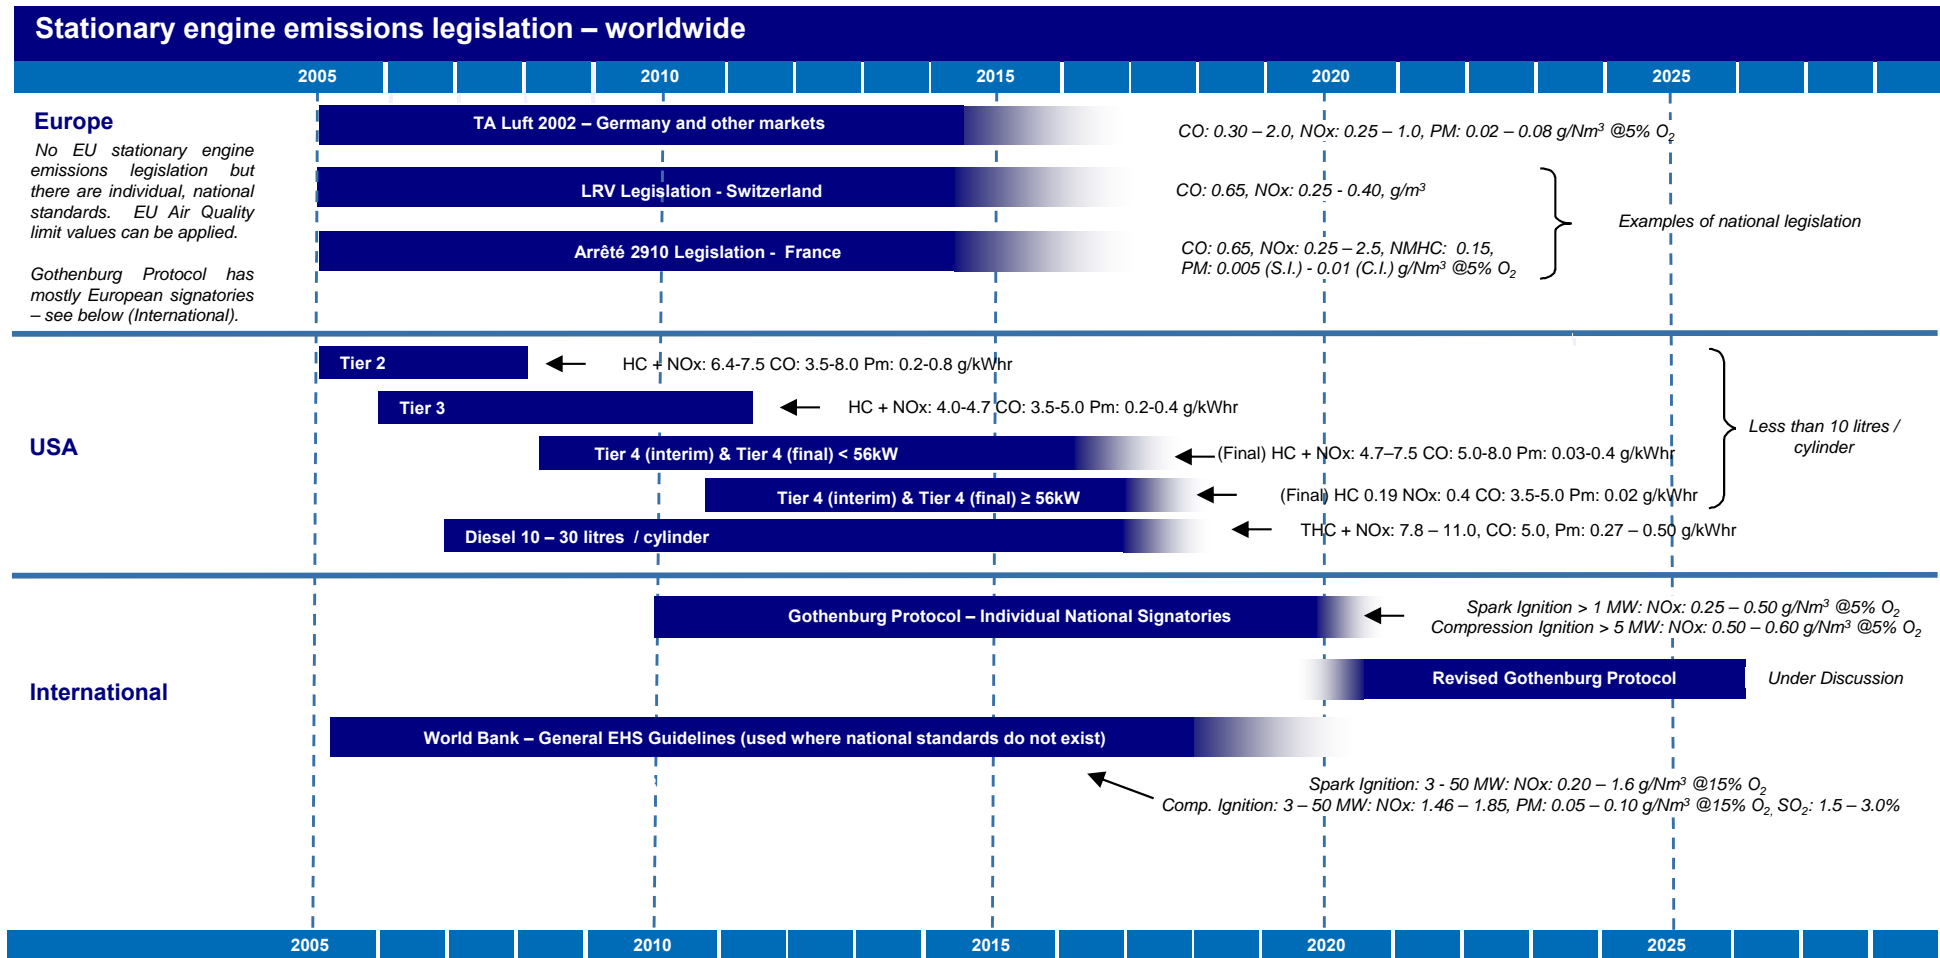 Stationary engine emissions legislation – worldwide
2005 2010 2015 2020 2025
Europe
No EU stationary engine
emissions legislation but
there are individual, national
standards. EU Air Quality
limit values can be applied.
Gothenburg Protocol has
mostly European signatories
– see below (International).
TA Luft 2002 – Germany and other markets
CO: 0.30 – 2.0, NOx: 0.25 – 1.0, PM: 0.02 – 0.08 g/Nm³ @5% O₂
LRV Legislation - Switzerland
CO: 0.65, NOx: 0.25 - 0.40, g/m³
Arrêté 2910 Legislation - France
CO: 0.65, NOx: 0.25 – 2.5, NMHC: 0.15,
PM: 0.005 (S.I.) - 0.01 (C.I.) g/Nm³ @5% O₂
Examples of national legislation
USA
Tier 2
HC + NOx: 6.4-7.5 CO: 3.5-8.0 Pm: 0.2-0.8 g/kWhr
Tier 3
HC + NOx: 4.0-4.7 CO: 3.5-5.0 Pm: 0.2-0.4 g/kWhr
Tier 4 (interim) & Tier 4 (final) < 56kW
(Final) HC + NOx: 4.7–7.5 CO: 5.0-8.0 Pm: 0.03-0.4 g/kWhr
Tier 4 (interim) & Tier 4 (final) ≥ 56kW
(Final) HC 0.19 NOx: 0.4 CO: 3.5-5.0 Pm: 0.02 g/kWhr
Less than 10 litres /
cylinder
Diesel 10 – 30 litres / cylinder
THC + NOx: 7.8 – 11.0, CO: 5.0, Pm: 0.27 – 0.50 g/kWhr
International
Gothenburg Protocol – Individual National Signatories
Spark Ignition > 1 MW: NOx: 0.25 – 0.50 g/Nm³ @5% O₂
Compression Ignition > 5 MW: NOx: 0.50 – 0.60 g/Nm³ @5% O₂
Revised Gothenburg Protocol
Under Discussion
World Bank – General EHS Guidelines (used where national standards do not exist)
Spark Ignition: 3 - 50 MW: NOx: 0.20 – 1.6 g/Nm³ @15% O₂
Comp. Ignition: 3 – 50 MW: NOx: 1.46 – 1.85, PM: 0.05 – 0.10 g/Nm³ @15% O₂, SO₂: 1.5 – 3.0%
2005 2010 2015 2020 2025